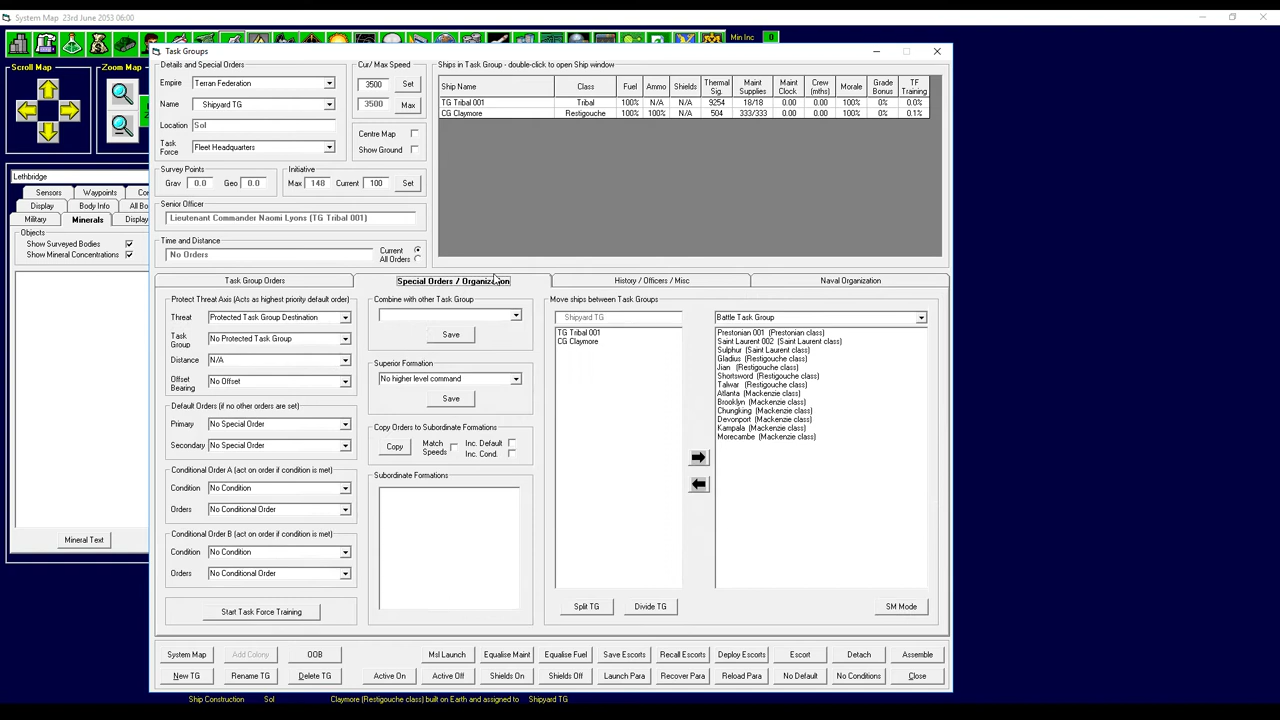 System Map 23rd June 2053 06:00
Min Inc
Scroll Map
Zoom Map
Lethbridge
Sensors
Waypoints
Display
Body Info
All Bo
Military
Minerals
Display
Objects
Show Surveyed Bodies
Show Mineral Concentrations
Mineral Text
Task Groups
Details and Special Orders
Empire
Terran Federation
Name
Shipyard TG
Location
Sol
Task Force
Fleet Headquarters
Cur/ Max Speed
3500
Set
3500
Max
Centre Map
Show Ground
Survey Points
Grav 0.0 Geo 0.0
Initiative
Max 148 Current 100 Set
Senior Officer
Lieutenant Commander Naomi Lyons (TG Tribal 001)
Time and Distance
No Orders
Current
All Orders
Ships in Task Group - double-click to open Ship window
Ship Name Class Fuel Ammo Shields Thermal Sig. Maint Supplies Maint Clock Crew (mths) Morale Grade Bonus TF Training
TG Tribal 001 Tribal 100% N/A N/A 9254 18/18 0.00 0.00 100% 0% 0.0%
CG Claymore Restigouche 100% 100% N/A 504 333/333 0.00 0.00 100% 0% 0.1%
Task Group Orders
Special Orders / Organization
History / Officers / Misc
Naval Organization
Protect Threat Axis (Acts as highest priority default order)
Threat
Protected Task Group Destination
Task Group
No Protected Task Group
Distance
N/A
Offset Bearing
No Offset
Default Orders (if no other orders are set)
Primary
No Special Order
Secondary
No Special Order
Conditional Order A (act on order if condition is met)
Condition
No Condition
Orders
No Conditional Order
Conditional Order B (act on order if condition is met)
Condition
No Condition
Orders
No Conditional Order
Start Task Force Training
Combine with other Task Group
Save
Superior Formation
No higher level command
Save
Copy Orders to Subordinate Formations
Copy
Match Speeds
Inc. Default
Inc. Cond.
Subordinate Formations
Move ships between Task Groups
Shipyard TG
TG Tribal 001
CG Claymore
Battle Task Group
Prestonian 001 (Prestonian class)
Saint Laurent 002 (Saint Laurent class)
Sulphur (Saint Laurent class)
Gladius (Restigouche class)
Jian (Restigouche class)
Shortsword (Restigouche class)
Talwar (Restigouche class)
Atlanta (Mackenzie class)
Brooklyn (Mackenzie class)
Chungking (Mackenzie class)
Devonport (Mackenzie class)
Kampala (Mackenzie class)
Morecambe (Mackenzie class)
Split TG
Divide TG
SM Mode
System Map
Add Colony
OOB
Msl Launch
Equalise Maint
Equalise Fuel
Save Escorts
Recall Escorts
Deploy Escorts
Escort
Detach
Assemble
New TG
Rename TG
Delete TG
Active On
Active Off
Shields On
Shields Off
Launch Para
Recover Para
Reload Para
No Default
No Conditions
Close
Ship Construction Sol Claymore (Restigouche class) built on Earth and assigned to Shipyard TG